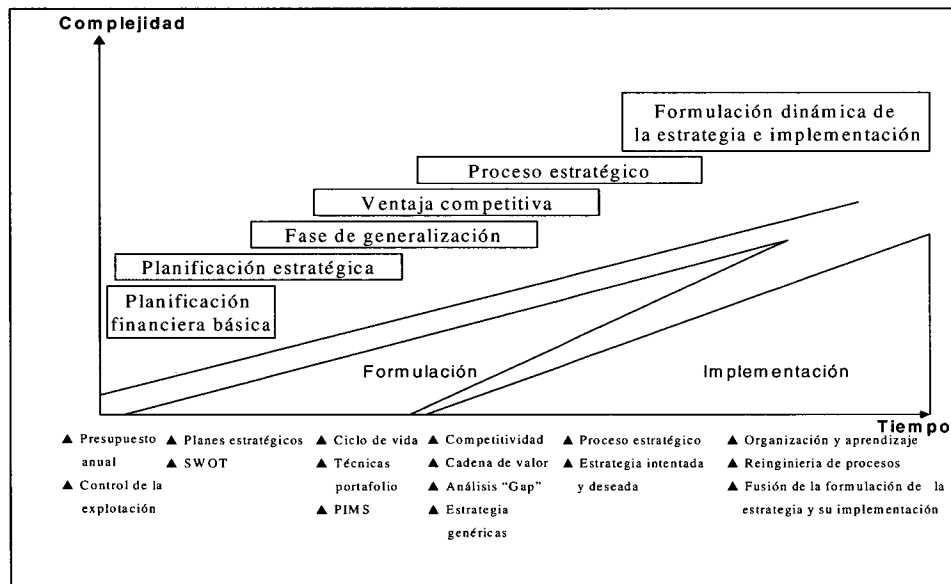 Complejidad
Formulación dinámica de
la estrategia e implementación
Proceso estratégico
Ventaja competitiva
Fase de generalización
Planificación estratégica
Planificación
financiera básica
Formulación
Implementación
Tiempo
▲ Presupuesto
anual
▲ Control de la
explotación
▲ Planes estratégicos
▲ SWOT
▲ Ciclo de vida
▲ Técnicas
portafolio
▲ PIMS
▲ Competitividad
▲ Cadena de valor
▲ Análisis “Gap”
▲ Estrategia
genéricas
▲ Proceso estratégico
▲ Estrategia intentada
y deseada
▲ Organización y aprendizaje
▲ Reinginieria de procesos
▲ Fusión de la formulación de la
estrategia y su implementación